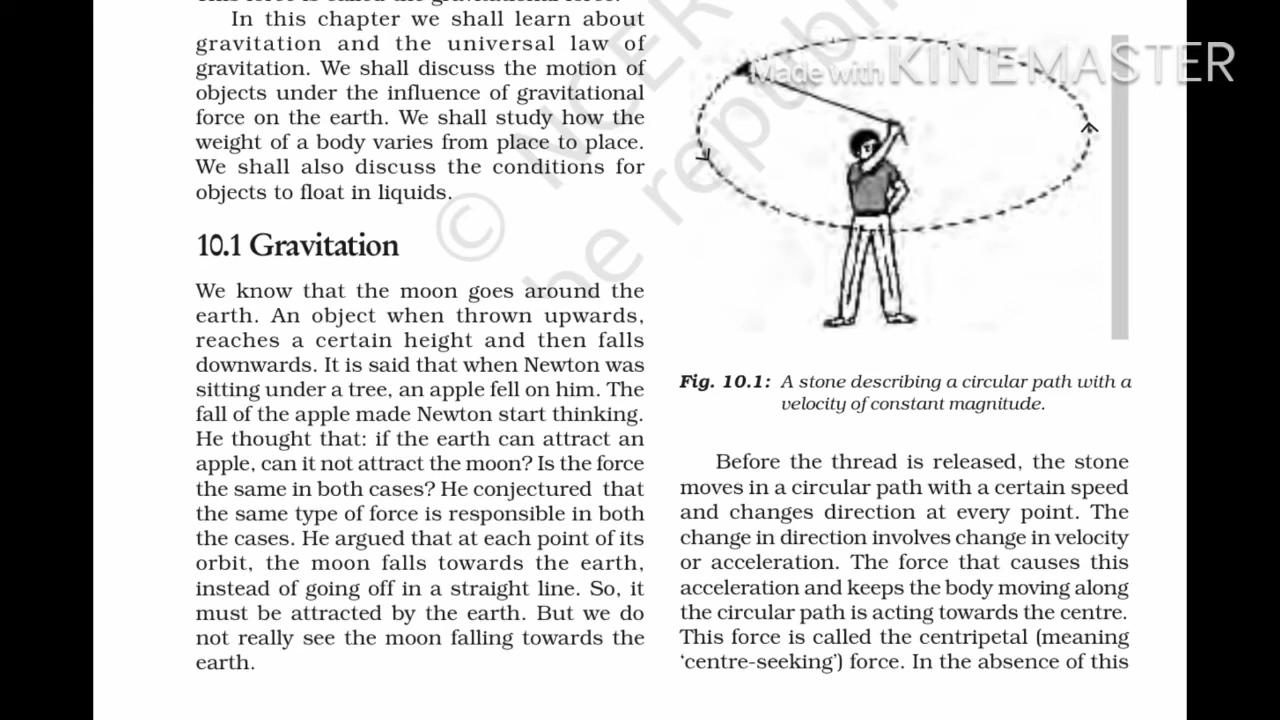 In this chapter we shall learn about
gravitation and the universal law of
gravitation. We shall discuss the motion of
objects under the influence of gravitational
force on the earth. We shall study how the
weight of a body varies from place to place.
We shall also discuss the conditions for
objects to float in liquids.
10.1 Gravitation
We know that the moon goes around the
earth. An object when thrown upwards,
reaches a certain height and then falls
downwards. It is said that when Newton was
sitting under a tree, an apple fell on him. The
fall of the apple made Newton start thinking.
He thought that: if the earth can attract an
apple, can it not attract the moon? Is the force
the same in both cases? He conjectured that
the same type of force is responsible in both
the cases. He argued that at each point of its
orbit, the moon falls towards the earth,
instead of going off in a straight line. So, it
must be attracted by the earth. But we do
not really see the moon falling towards the
earth.
Made with KINEMASTER
Fig. 10.1: A stone describing a circular path with a
velocity of constant magnitude.
Before the thread is released, the stone
moves in a circular path with a certain speed
and changes direction at every point. The
change in direction involves change in velocity
or acceleration. The force that causes this
acceleration and keeps the body moving along
the circular path is acting towards the centre.
This force is called the centripetal (meaning
‘centre-seeking’) force. In the absence of this
© NCER
be republi